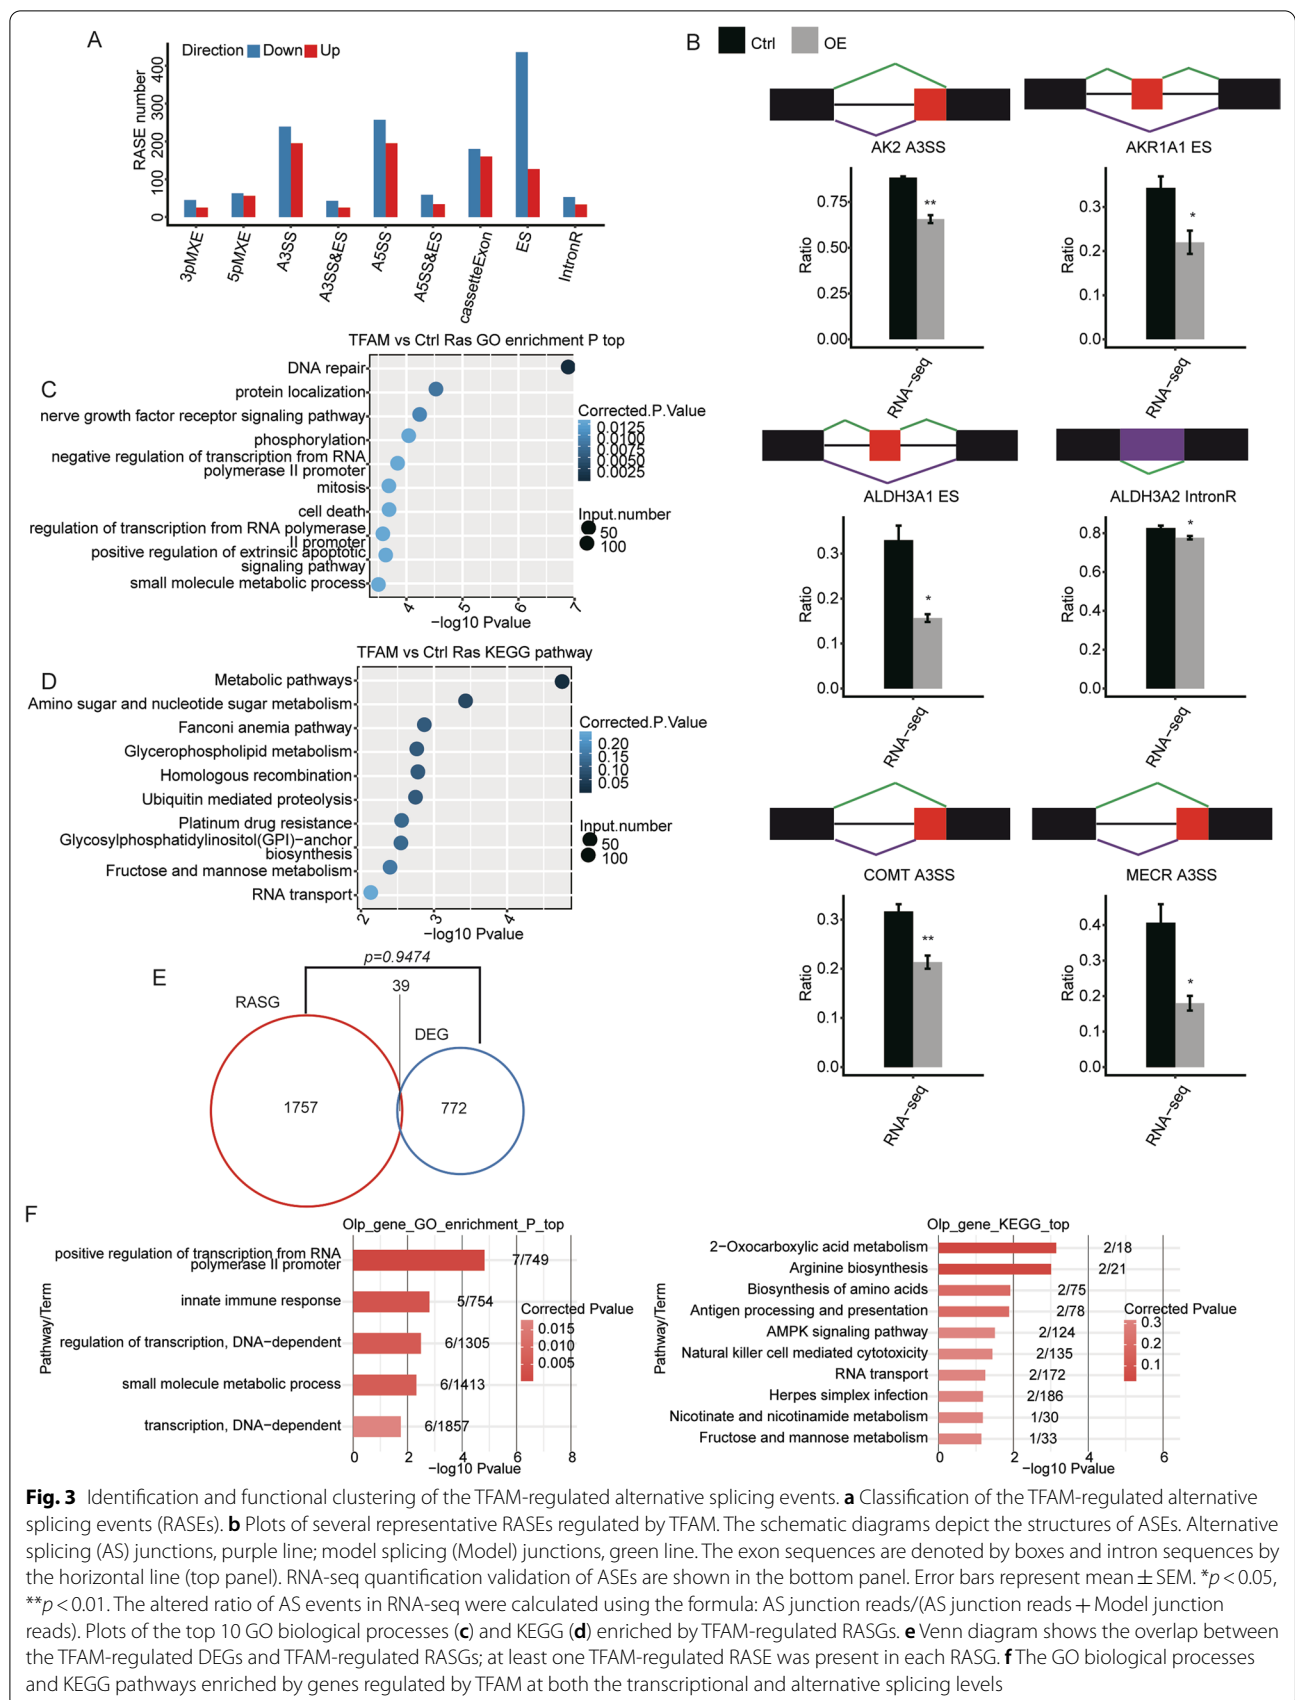 A
Direction Down Up
RASE number
0
100
200
300
400
3pMXE
5pMXE
A3SS
A3SS&ES
A5SS
A5SS&ES
cassetteExon
ES
IntronR
B
Ctrl OE
AK2 A3SS
Ratio
0.75
0.50
0.25
0.00
**
RNA−seq
AKR1A1 ES
Ratio
0.3
0.2
0.1
0.0
*
RNA−seq
ALDH3A1 ES
Ratio
0.3
0.2
0.1
0.0
*
RNA−seq
ALDH3A2 IntronR
Ratio
0.8
0.6
0.4
0.2
0.0
*
RNA−seq
COMT A3SS
Ratio
0.3
0.2
0.1
0.0
**
RNA−seq
MECR A3SS
Ratio
0.4
0.3
0.2
0.1
0.0
*
RNA−seq
C
TFAM vs Ctrl Ras GO enrichment P top
DNA repair
protein localization
nerve growth factor receptor signaling pathway
phosphorylation
negative regulation of transcription from RNA
polymerase II promoter
mitosis
cell death
regulation of transcription from RNA polymerase
II promoter
positive regulation of extrinsic apoptotic
signaling pathway
small molecule metabolic process
4 5 6 7
−log10 Pvalue
Corrected.P.Value
0.0125
0.0100
0.0075
0.0050
0.0025
Input.number
50
100
D
TFAM vs Ctrl Ras KEGG pathway
Metabolic pathways
Amino sugar and nucleotide sugar metabolism
Fanconi anemia pathway
Glycerophospholipid metabolism
Homologous recombination
Ubiquitin mediated proteolysis
Platinum drug resistance
Glycosylphosphatidylinositol(GPI)−anchor
biosynthesis
Fructose and mannose metabolism
RNA transport
2 3 4
−log10 Pvalue
Corrected.P.Value
0.20
0.15
0.10
0.05
Input.number
50
100
E
p=0.9474
39
RASG
DEG
1757
772
F
Olp_gene_GO_enrichment_P_top
Pathway/Term
positive regulation of transcription from RNA
polymerase II promoter
7/749
innate immune response
5/754
regulation of transcription, DNA−dependent
6/1305
small molecule metabolic process
6/1413
transcription, DNA−dependent
6/1857
0 2 4 6 8
−log10 Pvalue
Corrected Pvalue
0.015
0.010
0.005
Olp_gene_KEGG_top
Pathway/Term
2−Oxocarboxylic acid metabolism 2/18
Arginine biosynthesis 2/21
Biosynthesis of amino acids 2/75
Antigen processing and presentation 2/78
AMPK signaling pathway 2/124
Natural killer cell mediated cytotoxicity 2/135
RNA transport 2/172
Herpes simplex infection 2/186
Nicotinate and nicotinamide metabolism 1/30
Fructose and mannose metabolism 1/33
0 2 4 6
−log10 Pvalue
Corrected Pvalue
0.3
0.2
0.1
Fig. 3 Identification and functional clustering of the TFAM-regulated alternative splicing events. a Classification of the TFAM-regulated alternative
splicing events (RASEs). b Plots of several representative RASEs regulated by TFAM. The schematic diagrams depict the structures of ASEs. Alternative
splicing (AS) junctions, purple line; model splicing (Model) junctions, green line. The exon sequences are denoted by boxes and intron sequences by
the horizontal line (top panel). RNA-seq quantification validation of ASEs are shown in the bottom panel. Error bars represent mean ± SEM. *p < 0.05,
**p < 0.01. The altered ratio of AS events in RNA-seq were calculated using the formula: AS junction reads/(AS junction reads + Model junction
reads). Plots of the top 10 GO biological processes (c) and KEGG (d) enriched by TFAM-regulated RASGs. e Venn diagram shows the overlap between
the TFAM-regulated DEGs and TFAM-regulated RASGs; at least one TFAM-regulated RASE was present in each RASG. f The GO biological processes
and KEGG pathways enriched by genes regulated by TFAM at both the transcriptional and alternative splicing levels